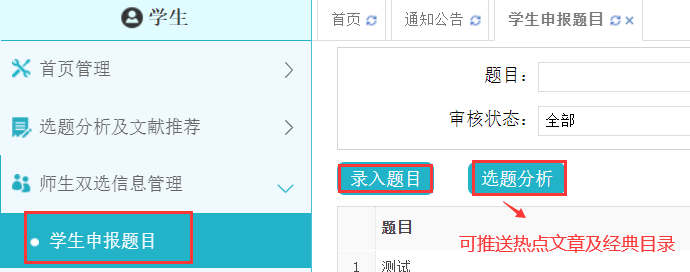 学生
首页管理
选题分析及文献推荐
师生双选信息管理
学生申报题目
首页 通知公告 学生申报题目
题目：
审核状态： 全部
录入题目 选题分析
可推送热点文章及经典目录
题目
1 测试